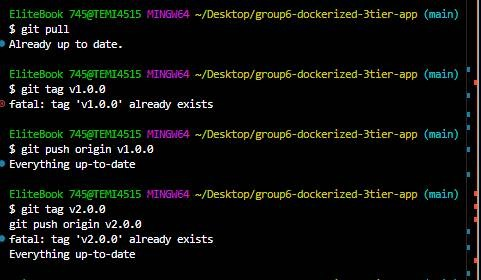 EliteBook 745@TEMI4515 MINGW64 ~/Desktop/group6-dockerized-3tier-app (main)
$ git pull
Already up to date.
EliteBook 745@TEMI4515 MINGW64 ~/Desktop/group6-dockerized-3tier-app (main)
$ git tag v1.0.0
fatal: tag 'v1.0.0' already exists
EliteBook 745@TEMI4515 MINGW64 ~/Desktop/group6-dockerized-3tier-app (main)
$ git push origin v1.0.0
Everything up-to-date
EliteBook 745@TEMI4515 MINGW64 ~/Desktop/group6-dockerized-3tier-app (main)
$ git tag v2.0.0
git push origin v2.0.0
fatal: tag 'v2.0.0' already exists
Everything up-to-date